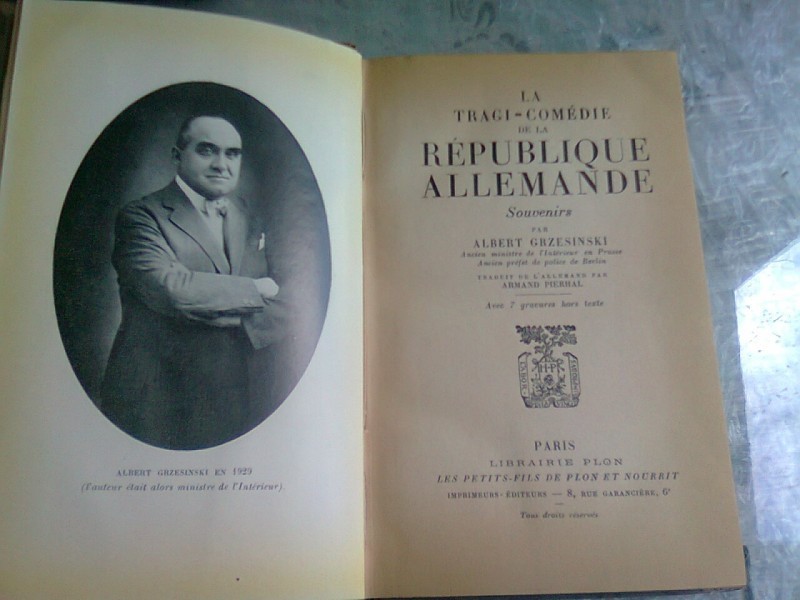 ALBERT GRZESINSKI EN 1929
(l'auteur était alors ministre de l'Intérieur).
LA
TRAGI-COMÉDIE
DE LA
RÉPUBLIQUE
ALLEMANDE
Souvenirs
PAR
ALBERT GRZESINSKI
Ancien ministre de l'Intérieur en Prusse
Ancien préfet de police de Berlin
TRADUIT DE L'ALLEMAND PAR
ARMAND PIERHAL
Avec 7 gravures hors texte
H·P
PARIS
LIBRAIRIE PLON
LES PETITS-FILS DE PLON ET NOURRIT
IMPRIMEURS-ÉDITEURS — 8, RUE GARANCIÈRE, 6e
Tous droits réservés